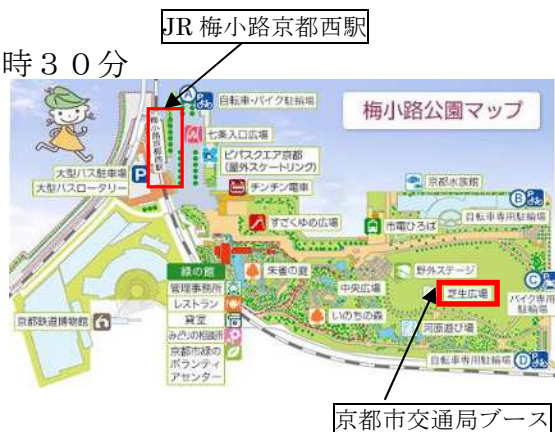 JR 梅小路京都西駅
時３０分
梅小路公園マップ
A
自転車・バイク駐輪場
梅小路京都西駅
七条入口広場
ビバスクエア京都
(屋外スケートリンク)
大型バス駐車場
大型バスロータリー
P
チンチン電車
京都水族館
B
自転車専用駐輪場
すざくゆめ広場
市電ひろば
緑の館
管理事務所
レストラン
貸室
みどりの相談所
京都市緑の
ボランティ
アセンター
朱雀の庭
いのちの森
中央広場
野外ステージ
芝生広場
C
バイク専用
駐輪場
河原遊び場
京都鉄道博物館
自転車専用駐輪場
D
京都市交通局ブース